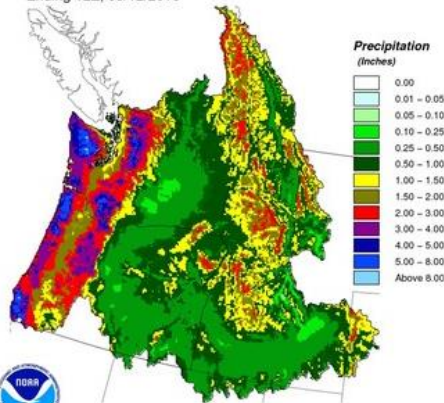 Precipitation
(Inches)
0.00
0.01 - 0.05
0.05 - 0.10
0.10 - 0.25
0.25 - 0.50
0.50 - 1.00
1.00 - 1.50
1.50 - 2.00
2.00 - 3.00
3.00 - 4.00
4.00 - 5.00
5.00 - 8.00
Above 8.00
NOAA